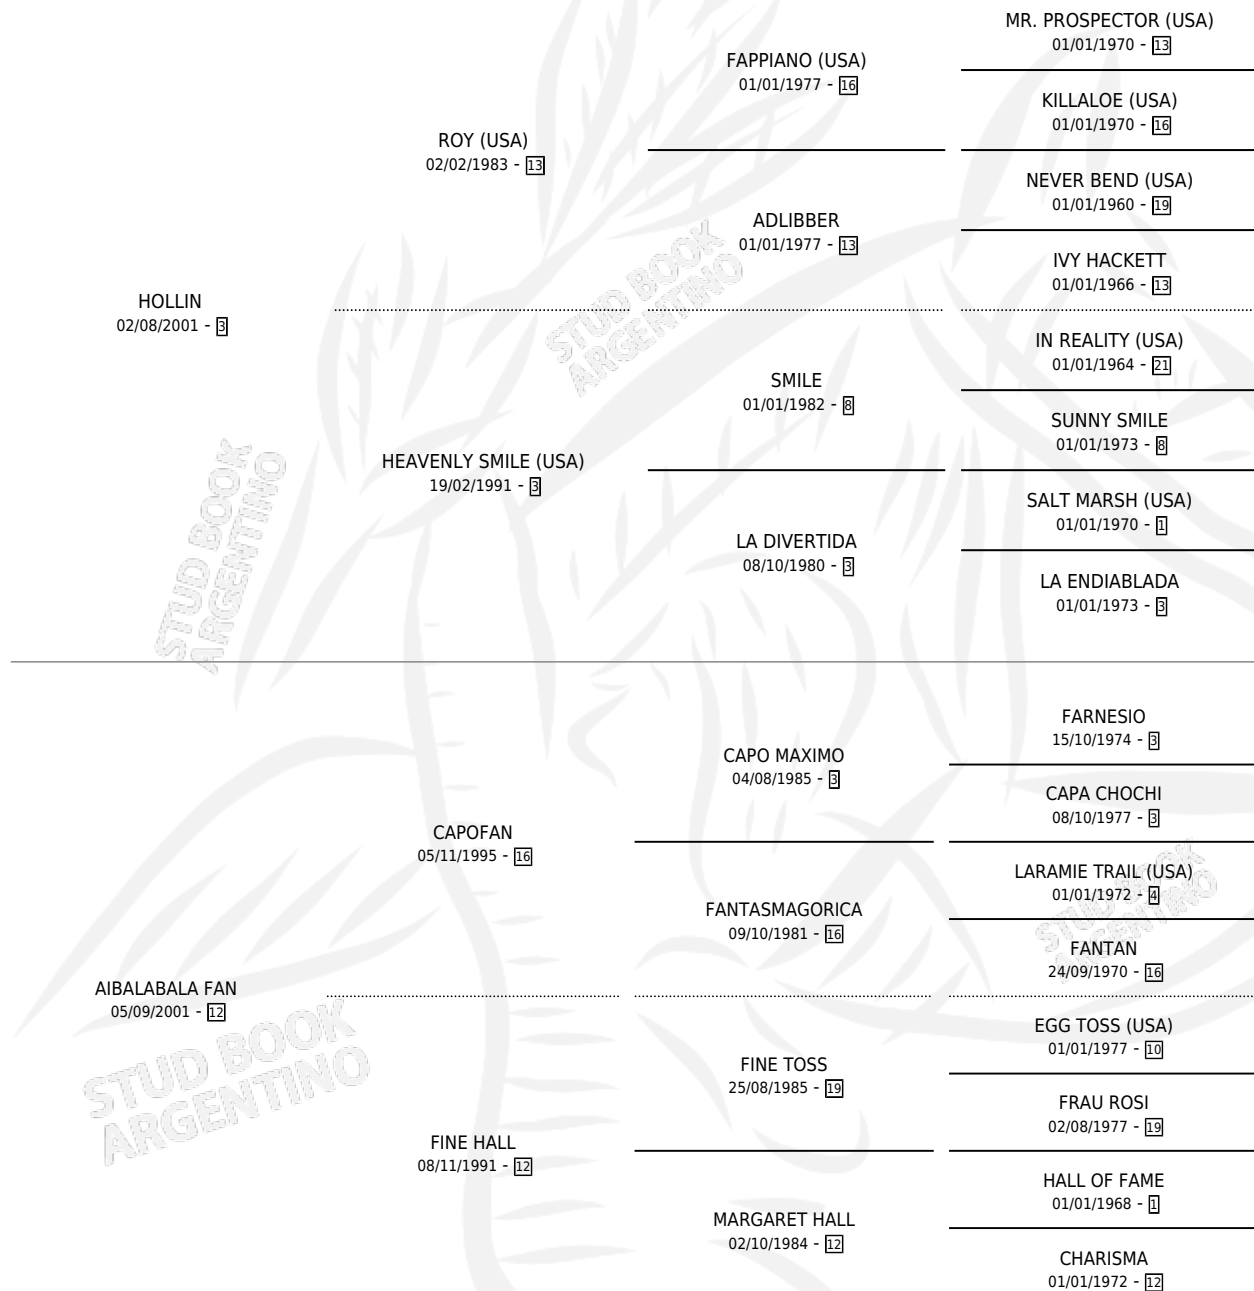 MR. PROSPECTOR (USA)
01/01/1970 - 13
FAPPIANO (USA)
01/01/1977 - 16
KILLALOE (USA)
01/01/1970 - 16
ROY (USA)
02/02/1983 - 13
NEVER BEND (USA)
01/01/1960 - 19
ADLIBBER
01/01/1977 - 13
IVY HACKETT
01/01/1966 - 13
HOLLIN
02/08/2001 - 3
IN REALITY (USA)
01/01/1964 - 21
SMILE
01/01/1982 - 8
SUNNY SMILE
01/01/1973 - 8
HEAVENLY SMILE (USA)
19/02/1991 - 3
SALT MARSH (USA)
01/01/1970 - 1
LA DIVERTIDA
08/10/1980 - 3
LA ENDIABLADA
01/01/1973 - 3
FARNESIO
15/10/1974 - 3
CAPO MAXIMO
04/08/1985 - 3
CAPA CHOCHI
08/10/1977 - 3
CAPOFAN
05/11/1995 - 16
LARAMIE TRAIL (USA)
01/01/1972 - 4
FANTASMAGORICA
09/10/1981 - 16
FANTAN
24/09/1970 - 16
AIBALABALA FAN
05/09/2001 - 12
EGG TOSS (USA)
01/01/1977 - 10
FINE TOSS
25/08/1985 - 19
FRAU ROSI
02/08/1977 - 19
FINE HALL
08/11/1991 - 12
HALL OF FAME
01/01/1968 - 1
MARGARET HALL
02/10/1984 - 12
CHARISMA
01/01/1972 - 12
STUD BOOK
ARGENTINO
STUD BOOK
ARGENTINO
STUD BOOK
ARGENTINO
STUD BOOK
ARGENTINO